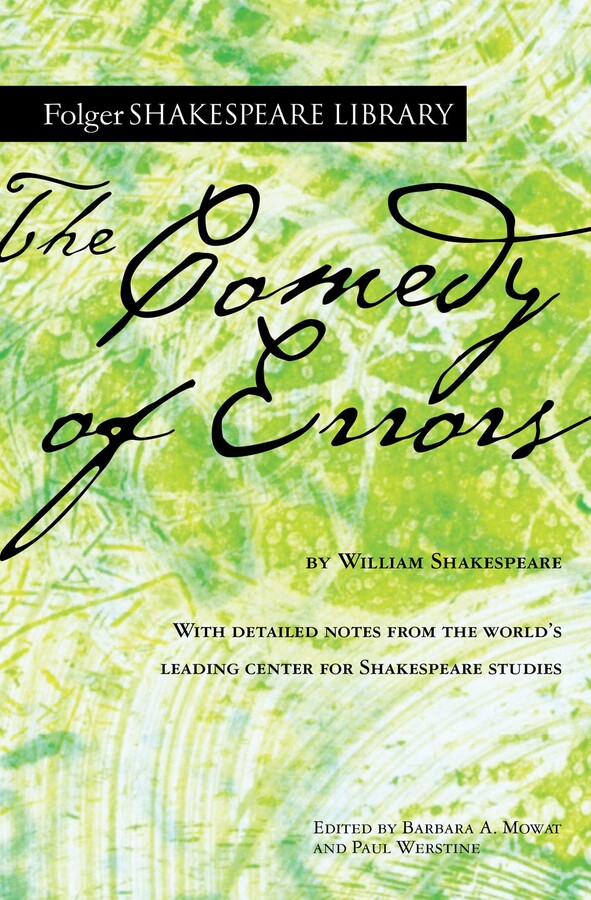 Folger SHAKESPEARE LIBRARY
The Comedy
of Errors
BY WILLIAM SHAKESPEARE
WITH DETAILED NOTES FROM THE WORLD'S
LEADING CENTER FOR SHAKESPEARE STUDIES
EDITED BY BARBARA A. MOWAT
AND PAUL WERSTINE